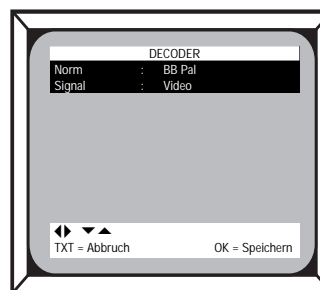 DECODER
Norm : BB Pal
Signal : Video
TXT = Abbruch OK = Speichern